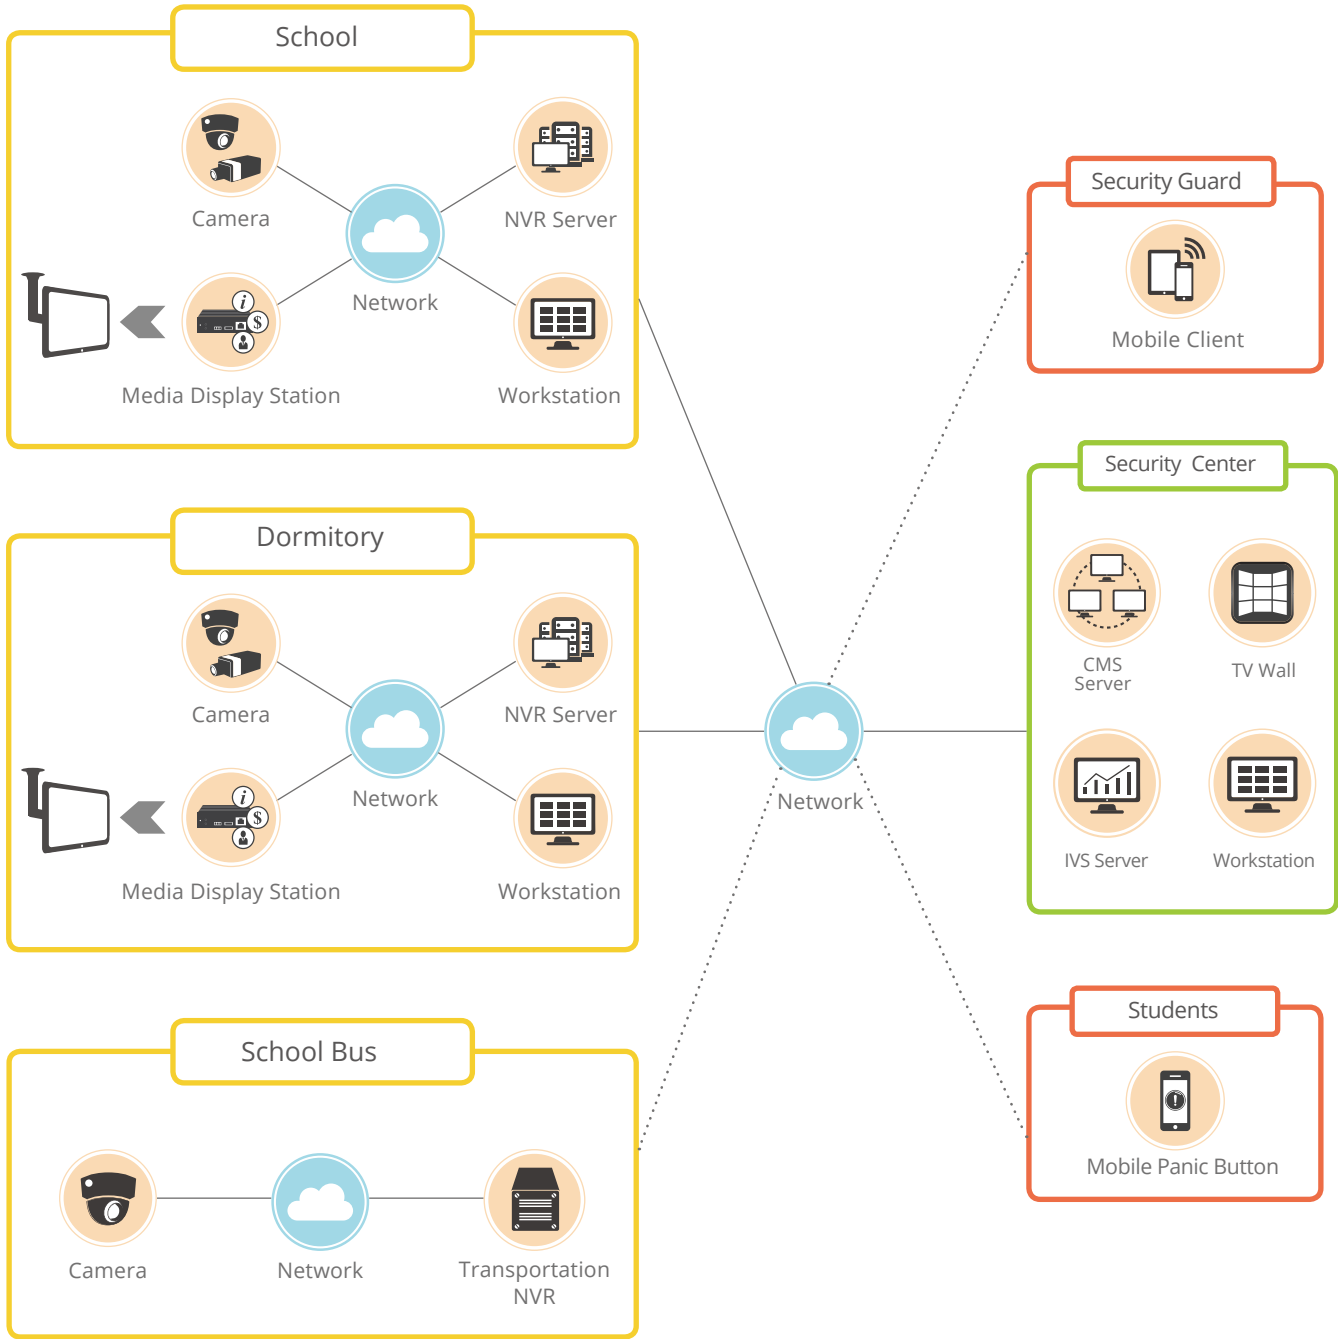 School
Camera
NVR Server
Network
i
$
Media Display Station
Workstation
Dormitory
Camera
NVR Server
Network
i
$
Media Display Station
Workstation
School Bus
Camera
Network
Transportation
NVR
Network
Security Guard
Mobile Client
Security Center
CMS
Server
TV Wall
IVS Server
Workstation
Students
!
Mobile Panic Button